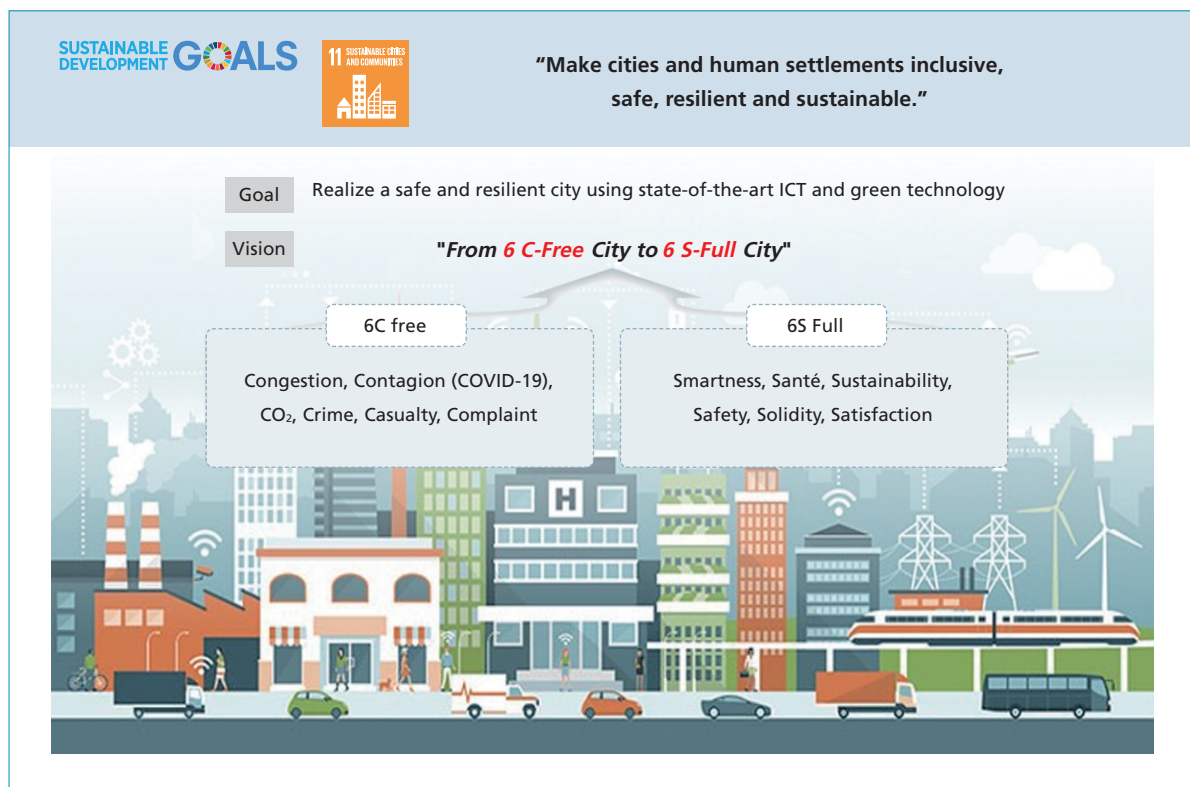 SUSTAINABLE
DEVELOPMENT
GOALS
11 SUSTAINABLE CITIES
AND COMMUNITIES
“Make cities and human settlements inclusive,
safe, resilient and sustainable.”
Goal
Realize a safe and resilient city using state-of-the-art ICT and green technology
Vision
"From 6 C-Free City to 6 S-Full City"
6C free
Congestion, Contagion (COVID-19),
CO₂, Crime, Casualty, Complaint
6S Full
Smartness, Santé, Sustainability,
Safety, Solidity, Satisfaction
H